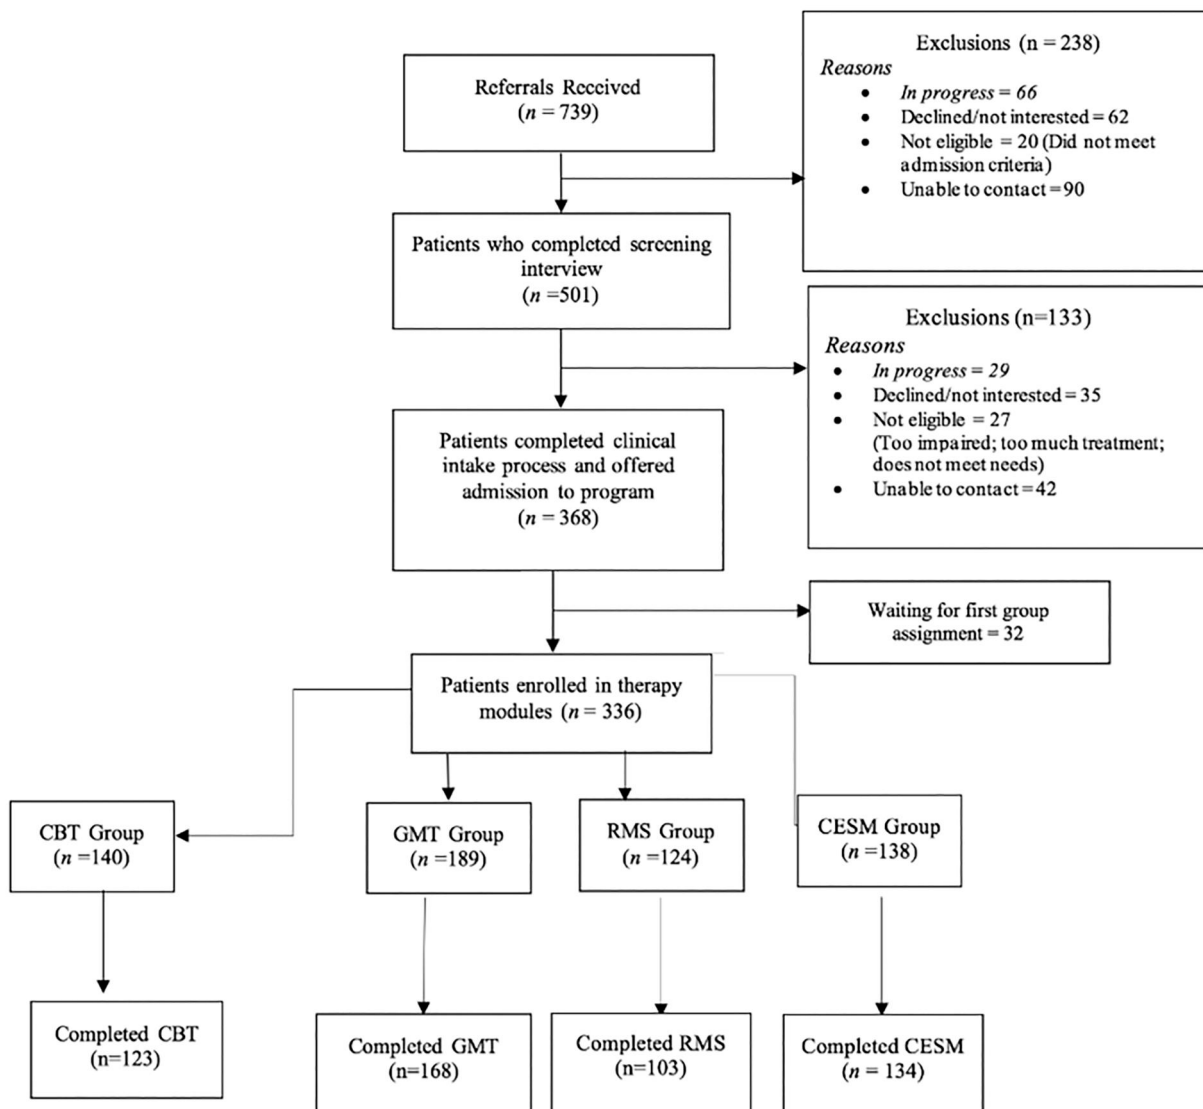 Referrals Received
(n = 739)
Exclusions (n = 238)
Reasons
• In progress = 66
• Declined/not interested = 62
• Not eligible = 20 (Did not meet
admission criteria)
• Unable to contact =90
Patients who completed screening
interview
(n =501)
Exclusions (n=133)
Reasons
• In progress = 29
• Declined/not interested = 35
• Not eligible = 27
(Too impaired; too much treatment;
does not meet needs)
• Unable to contact = 42
Patients completed clinical
intake process and offered
admission to program
(n = 368)
Waiting for first group
assignment = 32
Patients enrolled in therapy
modules (n = 336)
CBT Group
(n =140)
GMT Group
(n =189)
RMS Group
(n =124)
CESM Group
(n =138)
Completed CBT
(n=123)
Completed GMT
(n=168)
Completed RMS
(n=103)
Completed CESM
(n = 134)